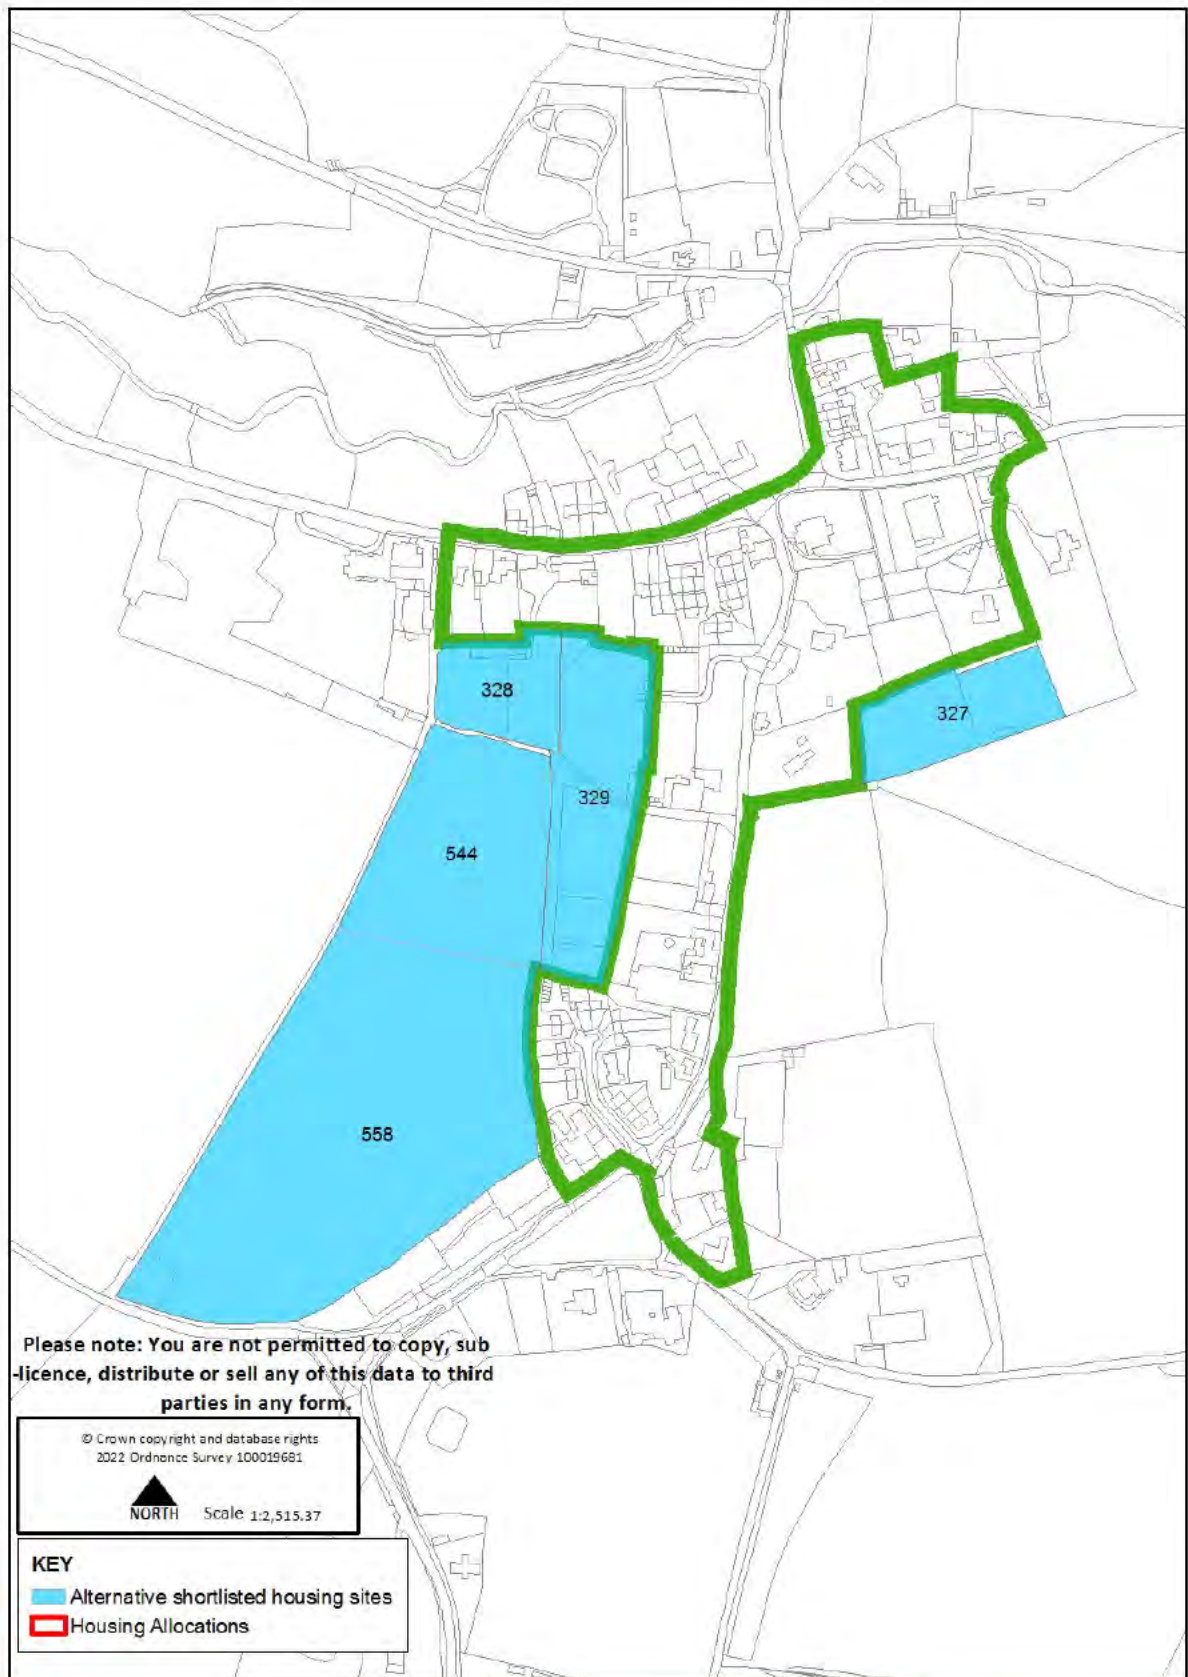 328
327
329
544
558
Please note: You are not permitted to copy, sub
-licence, distribute or sell any of this data to third
parties in any form.
© Crown copyright and database rights
2022 Ordnance Survey 100019681
NORTH Scale 1:2,515.37
KEY
Alternative shortlisted housing sites
Housing Allocations